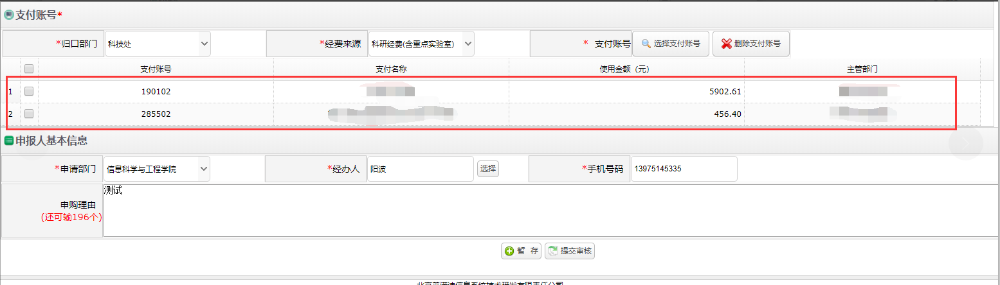 支付账号*
*归口部门 科技处 *经费来源 科研经费(含重点实验室) * 支付账号 选择支付账号 删除支付账号
支付账号 支付名称 使用金额（元） 主管部门
1 190102 5902.61
2 285502 456.40
申报人基本信息
*申请部门 信息科学与工程学院 *经办人 阳波 选择 *手机号码 13975145335
测试
申购理由
(还可输196个)
暂 存 提交审核